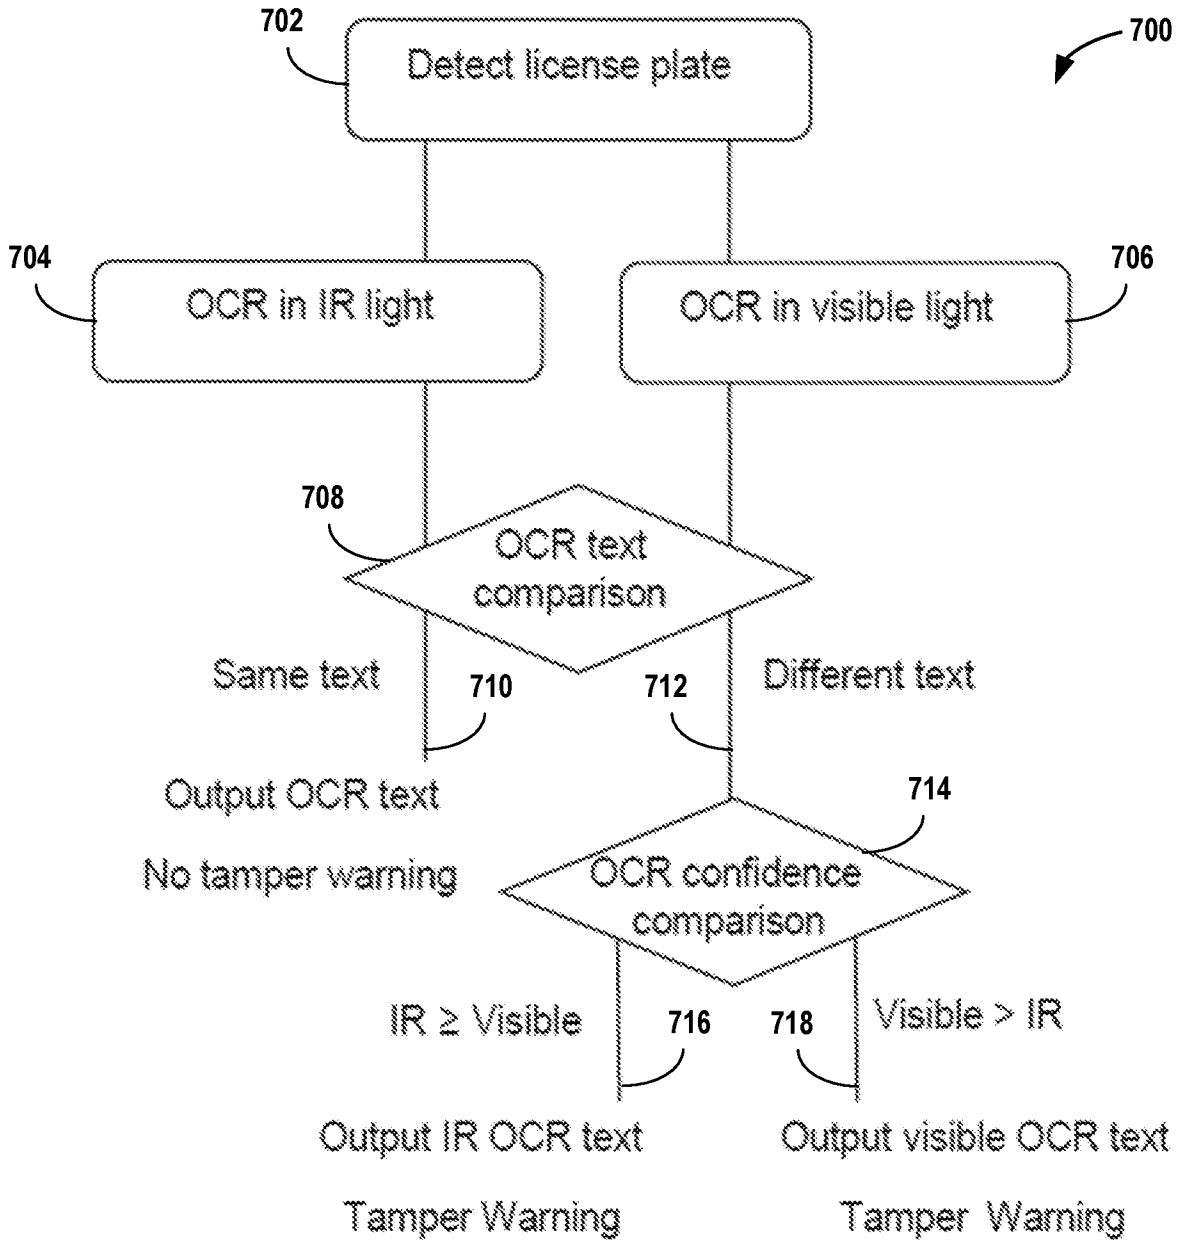 702
700
Detect license plate
704
706
OCR in IR light
OCR in visible light
708
OCR text
comparison
Same text
710
712
Different text
Output OCR text
714
No tamper warning
OCR confidence
comparison
IR ≥ Visible
716
718
Visible > IR
Output IR OCR text
Output visible OCR text
Tamper Warning
Tamper Warning